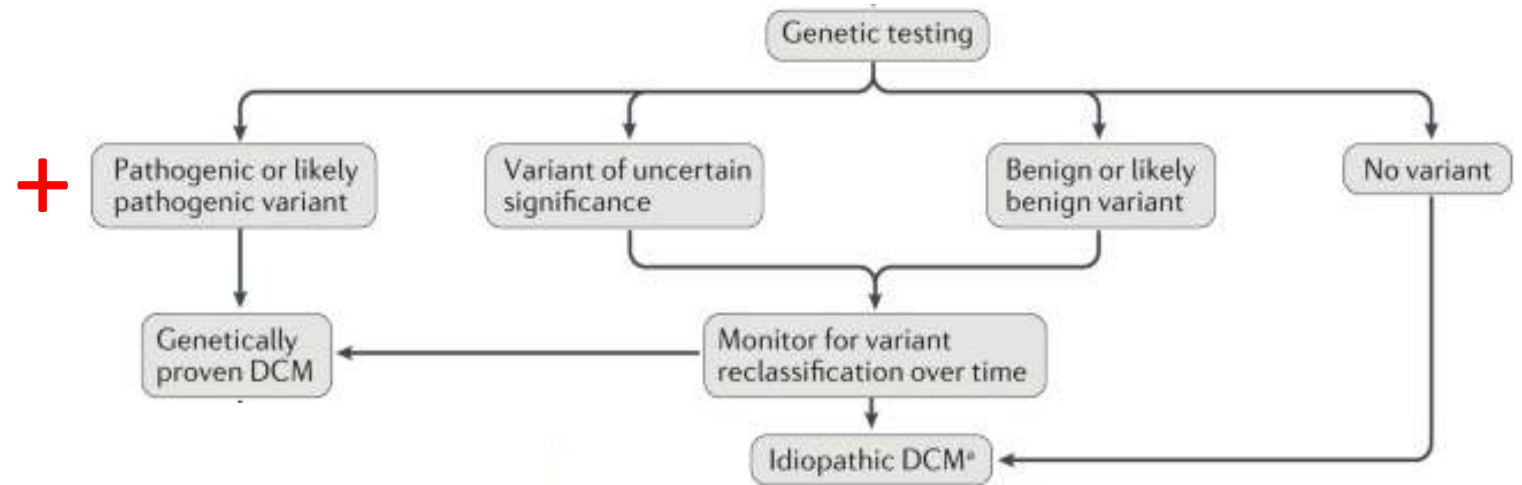 Genetic testing
Pathogenic or likely
pathogenic variant
Variant of uncertain
significance
Benign or likely
benign variant
No variant
Genetically
proven DCM
Monitor for variant
reclassification over time
Idiopathic DCMᵃ